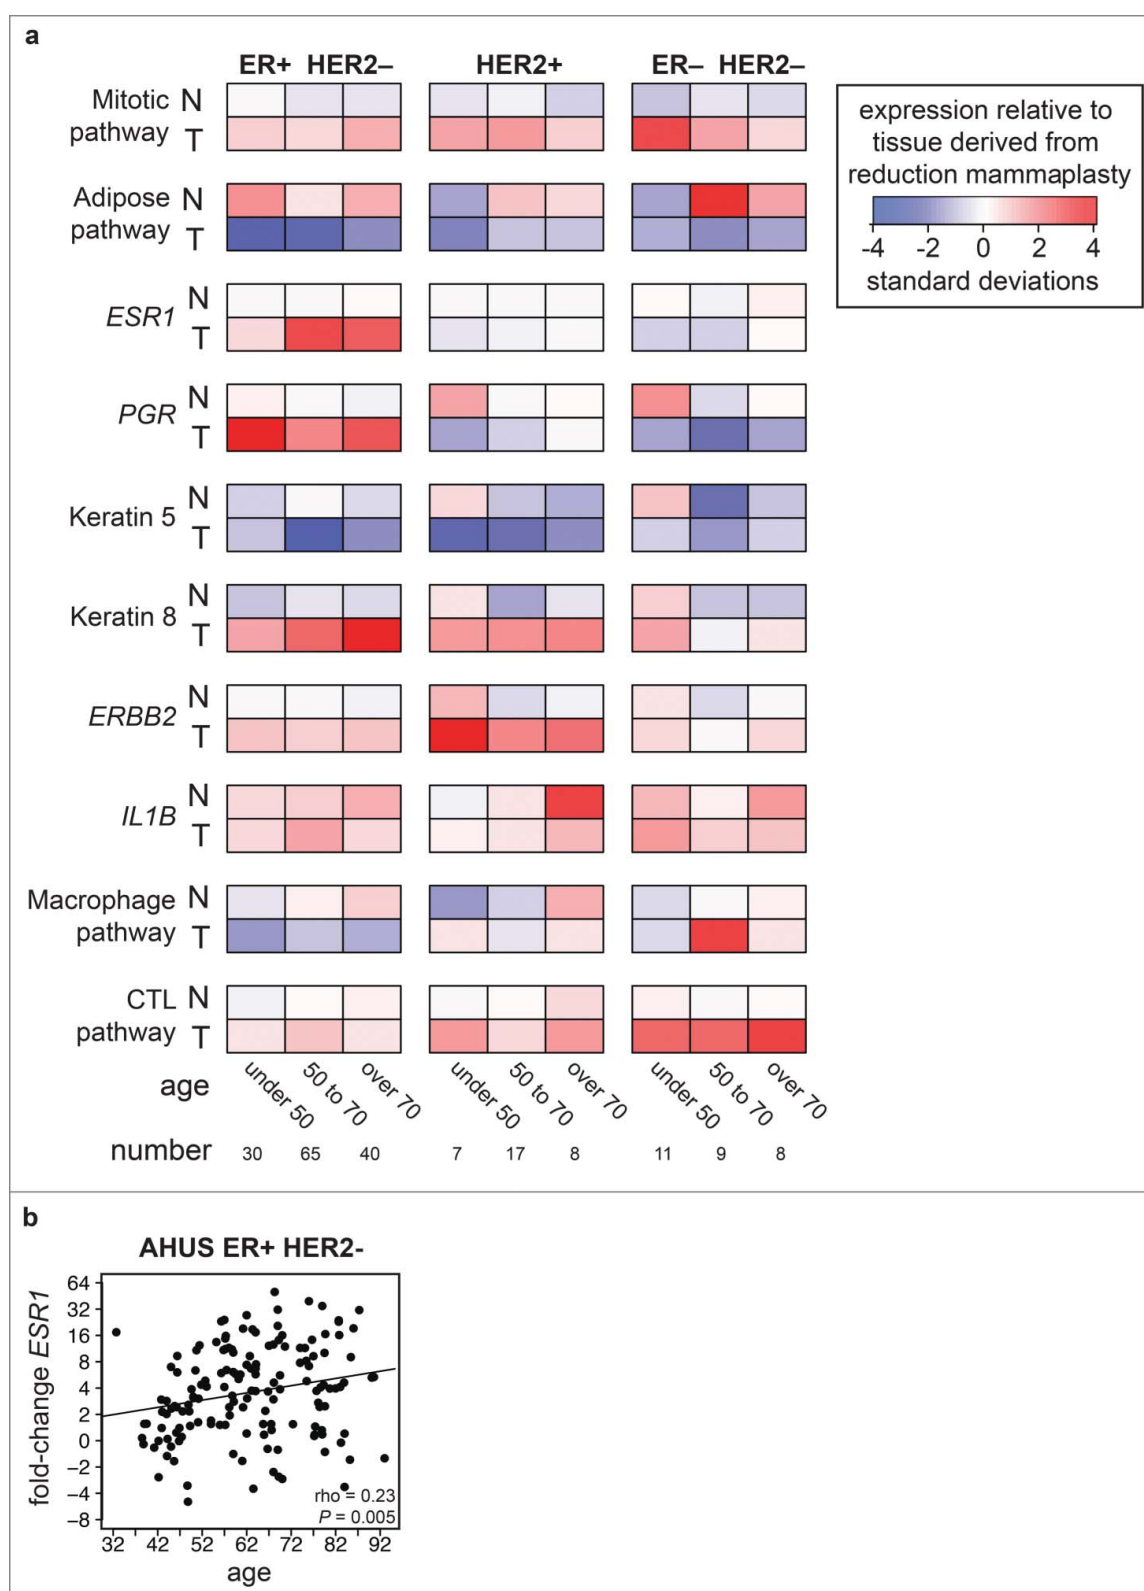 a
ER+ HER2–
HER2+
ER– HER2–
Mitotic N
pathway T
Adipose N
pathway T
ESR1 N
T
PGR N
T
Keratin 5 N
T
Keratin 8 N
T
ERBB2 N
T
IL1B N
T
Macrophage N
pathway T
CTL N
pathway T
age under 50 50 to 70 over 70 under 50 50 to 70 over 70 under 50 50 to 70 over 70
number 30 65 40 7 17 8 11 9 8
expression relative to
tissue derived from
reduction mammaplasty
-4 -2 0 2 4
standard deviations
b
AHUS ER+ HER2-
fold-change ESR1
64
32
16
8
4
2
0
–2
–4
–8
rho = 0.23
P = 0.005
32 42 52 62 72 82 92
age